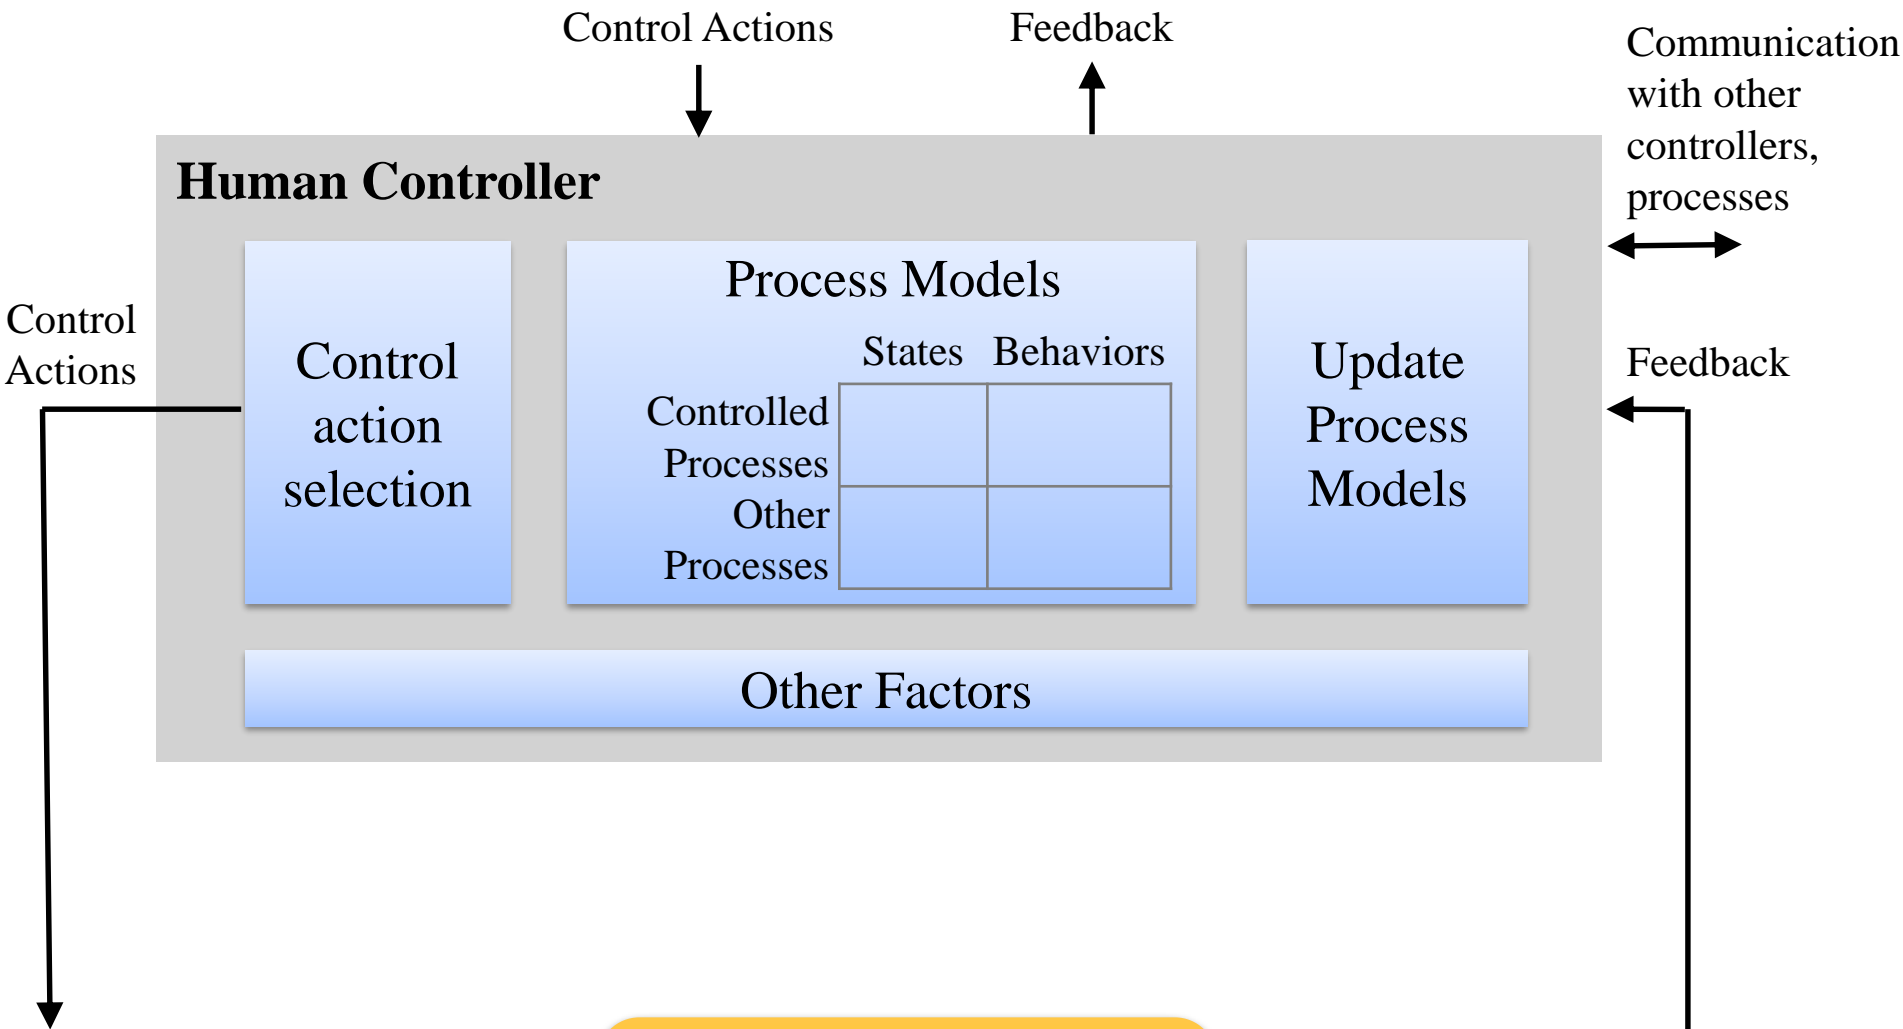 Control Actions
Feedback
Communication
with other
controllers,
processes
Human Controller
Control
Actions
Control
action
selection
Process Models
States Behaviors
Controlled
Processes
Other
Processes
Update
Process
Models
Feedback
Other Factors